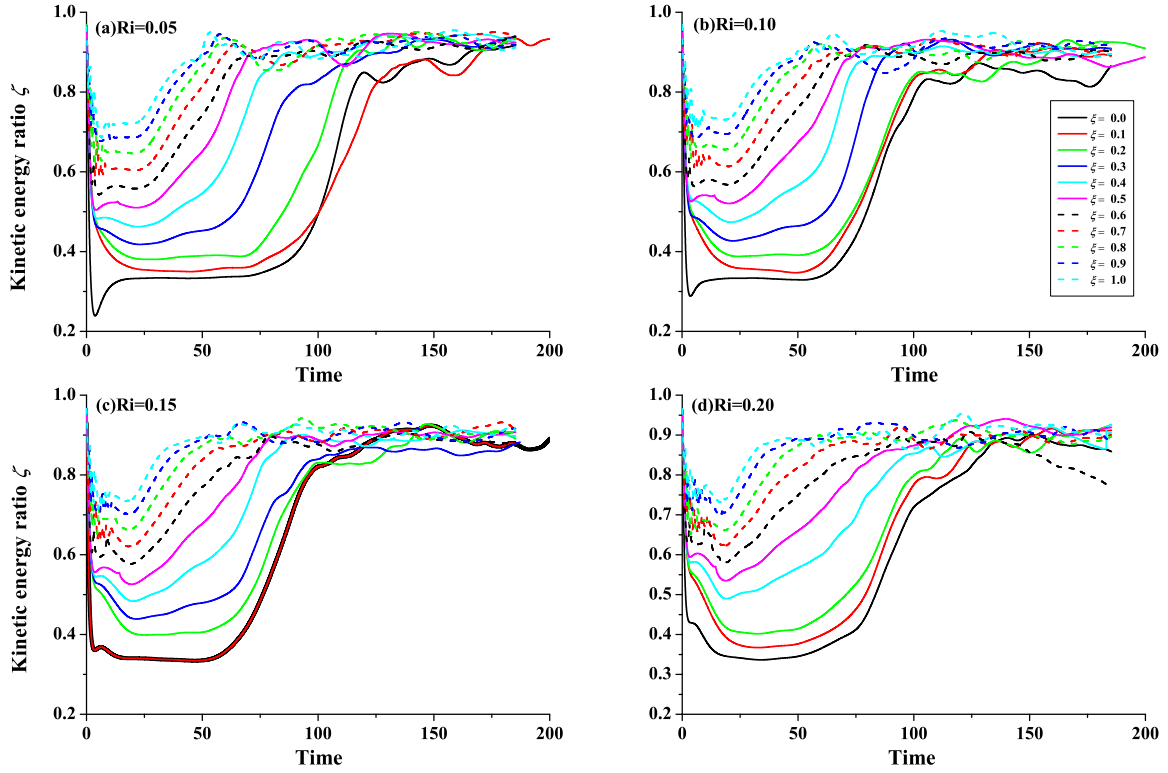 (a)Ri=0.05
Kinetic energy ratio ζ
1.0
0.8
0.6
0.4
0.2
0 50 100 150 200
Time
(b)Ri=0.10
1.0
0.8
0.6
0.4
0.2
0 50 100 150 200
Time
ξ = 0.0
ξ = 0.1
ξ = 0.2
ξ = 0.3
ξ = 0.4
ξ = 0.5
ξ = 0.6
ξ = 0.7
ξ = 0.8
ξ = 0.9
ξ = 1.0
(c)Ri=0.15
Kinetic energy ratio ζ
1.0
0.8
0.6
0.4
0.2
0 50 100 150 200
Time
(d)Ri=0.20
1.0
0.9
0.8
0.7
0.6
0.5
0.4
0.3
0.2
0 50 100 150 200
Time